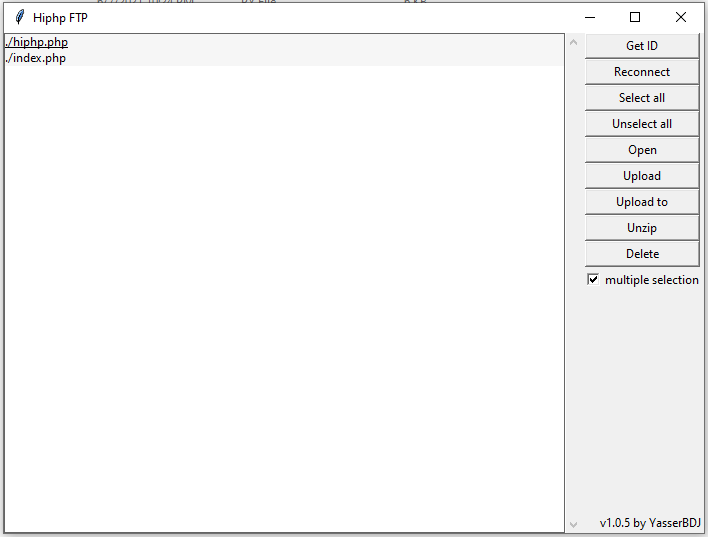 Hiphp FTP
./hiphp.php
./index.php
Get ID
Reconnect
Select all
Unselect all
Open
Upload
Upload to
Unzip
Delete
multiple selection
v1.0.5 by YasserBDJ